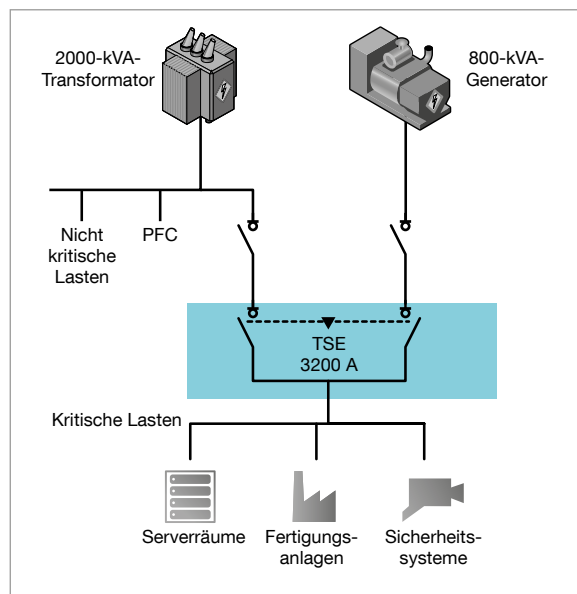 2000-kVA-
Transformator
800-kVA-
Generator
Nicht
kritische
Lasten
PFC
TSE
3200 A
Kritische Lasten
Serverräume
Fertigungs-
anlagen
Sicherheits-
systeme